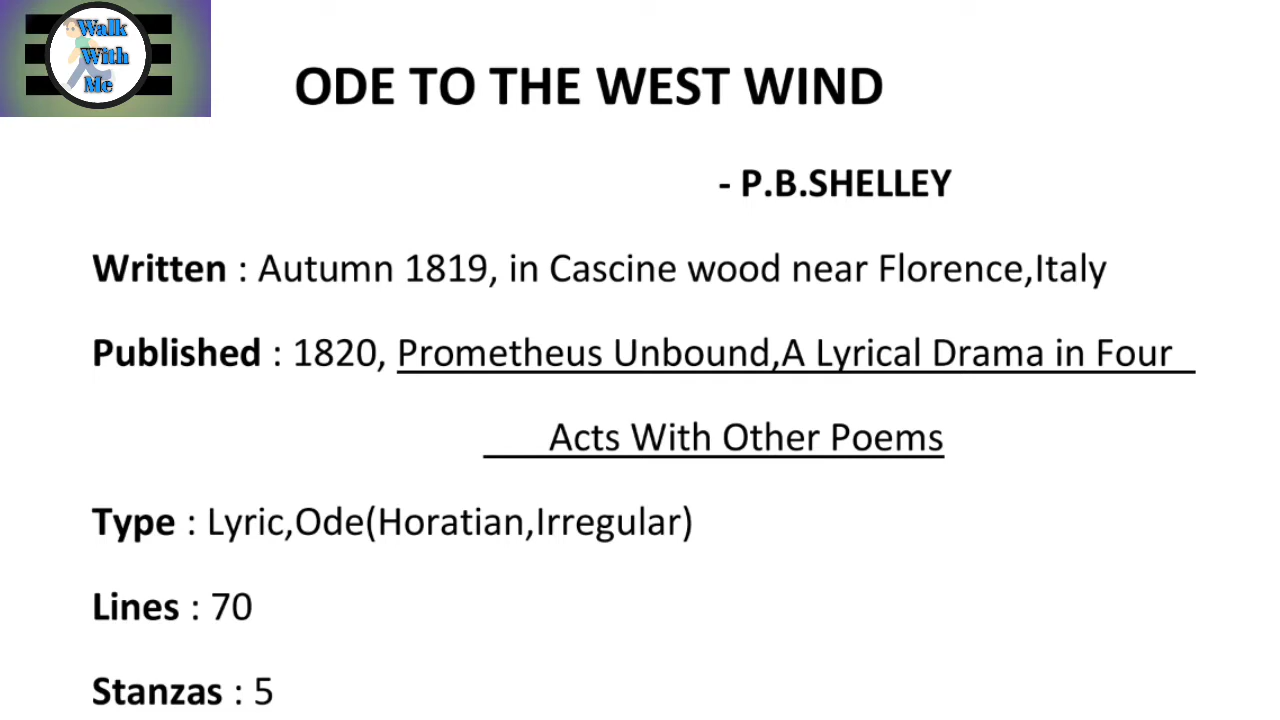 Walk
With
Me
ODE TO THE WEST WIND
- P.B.SHELLEY
Written : Autumn 1819, in Cascine wood near Florence,Italy
Published : 1820, Prometheus Unbound,A Lyrical Drama in Four
Acts With Other Poems
Type : Lyric,Ode(Horatian,Irregular)
Lines : 70
Stanzas : 5